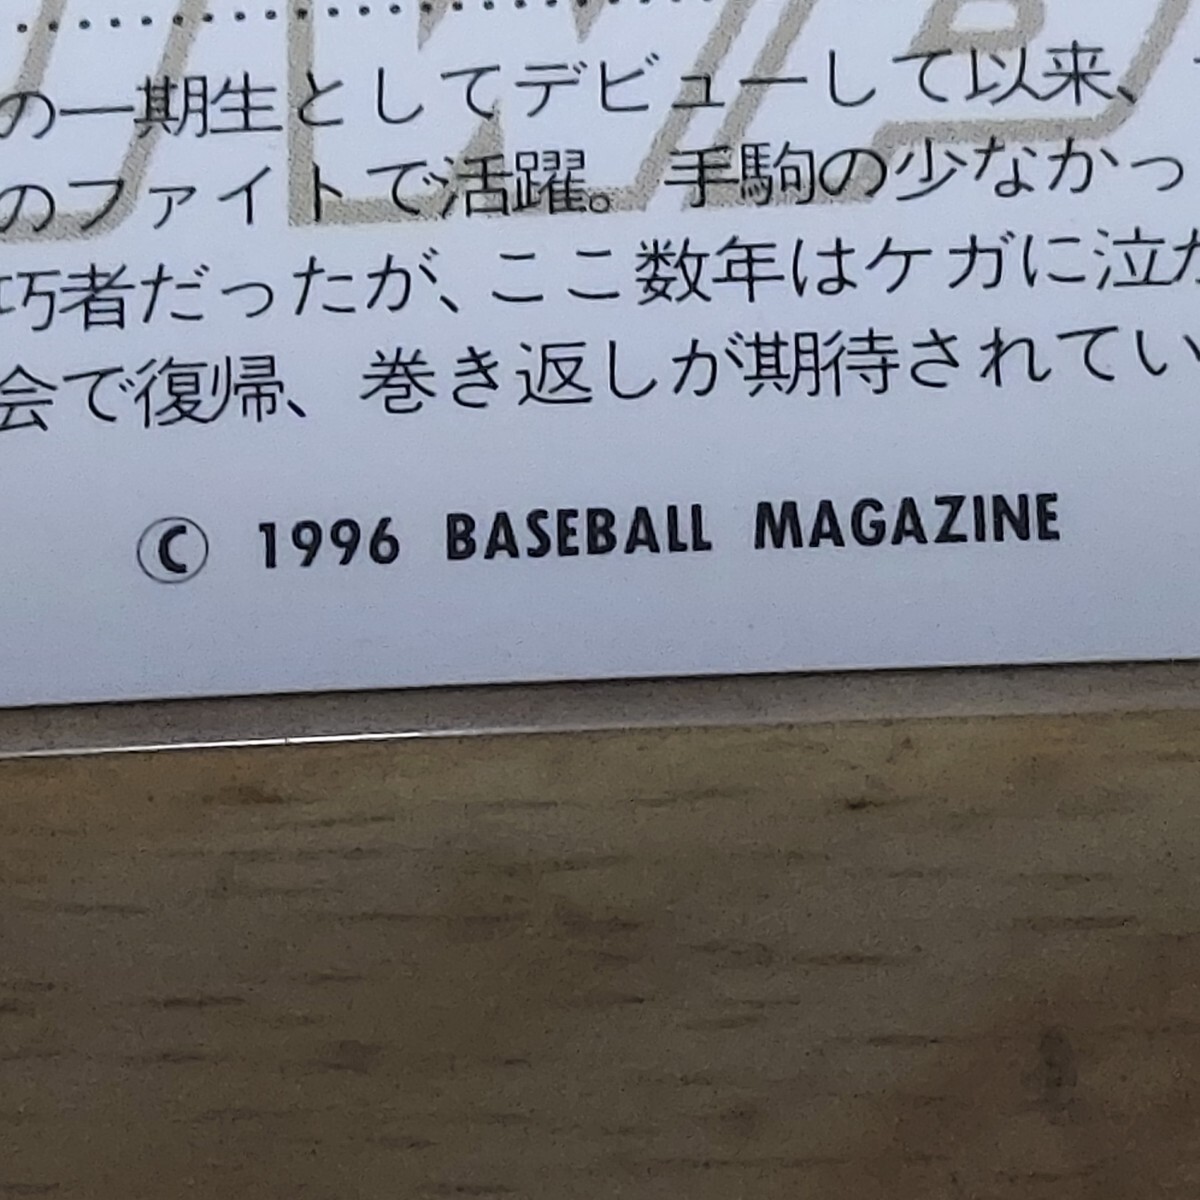 の一期生としてデビューして以来、
のファイトで活躍。手駒の少なかっ
巧者だったが、ここ数年はケガに泣か
会で復帰、巻き返しが期待されてい
© 1996 BASEBALL MAGAZINE